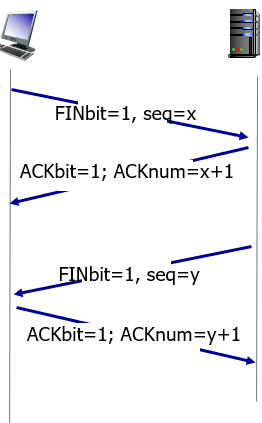 FINbit=1, seq=x
ACKbit=1; ACKnum=x+1
FINbit=1, seq=y
ACKbit=1; ACKnum=y+1